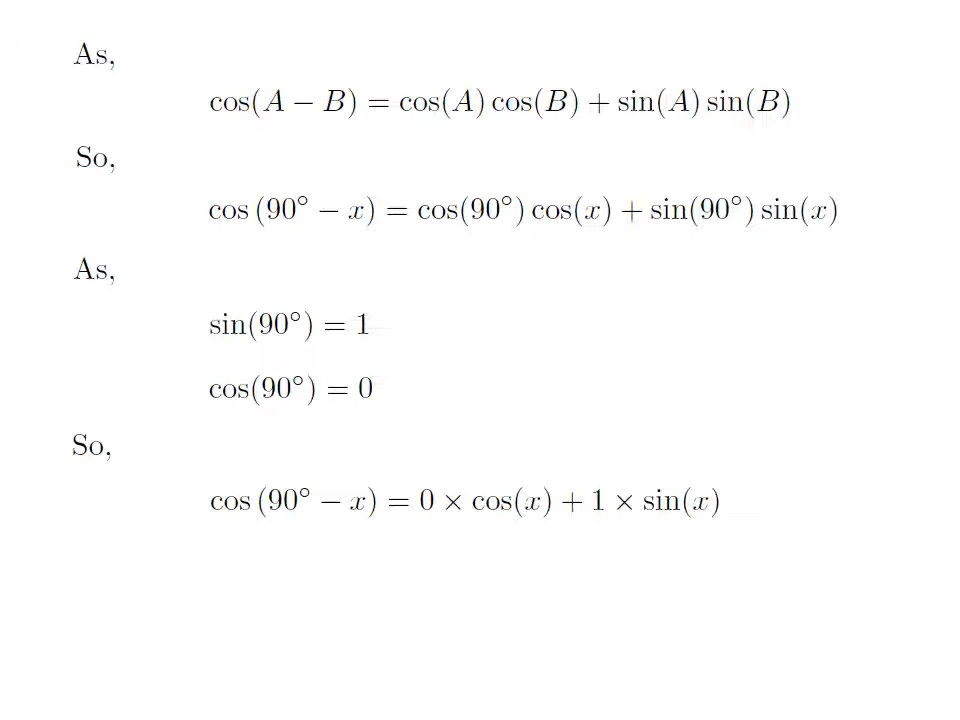 As,
cos(A − B) = cos(A) cos(B) + sin(A) sin(B)
So,
cos (90° − x) = cos(90°) cos(x) + sin(90°) sin(x)
As,
sin(90°) = 1
cos(90°) = 0
So,
cos (90° − x) = 0 × cos(x) + 1 × sin(x)